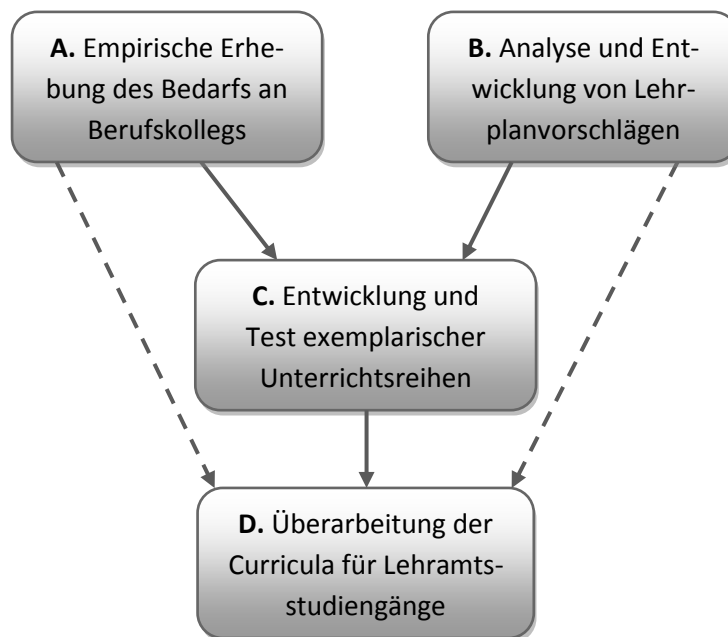 A. Empirische Erhe-
bung des Bedarfs an
Berufskollegs
B. Analyse und Ent-
wicklung von Lehr-
planvorschlägen
C. Entwicklung und
Test exemplarischer
Unterrichtsreihen
D. Überarbeitung der
Curricula für Lehramts-
studiengänge